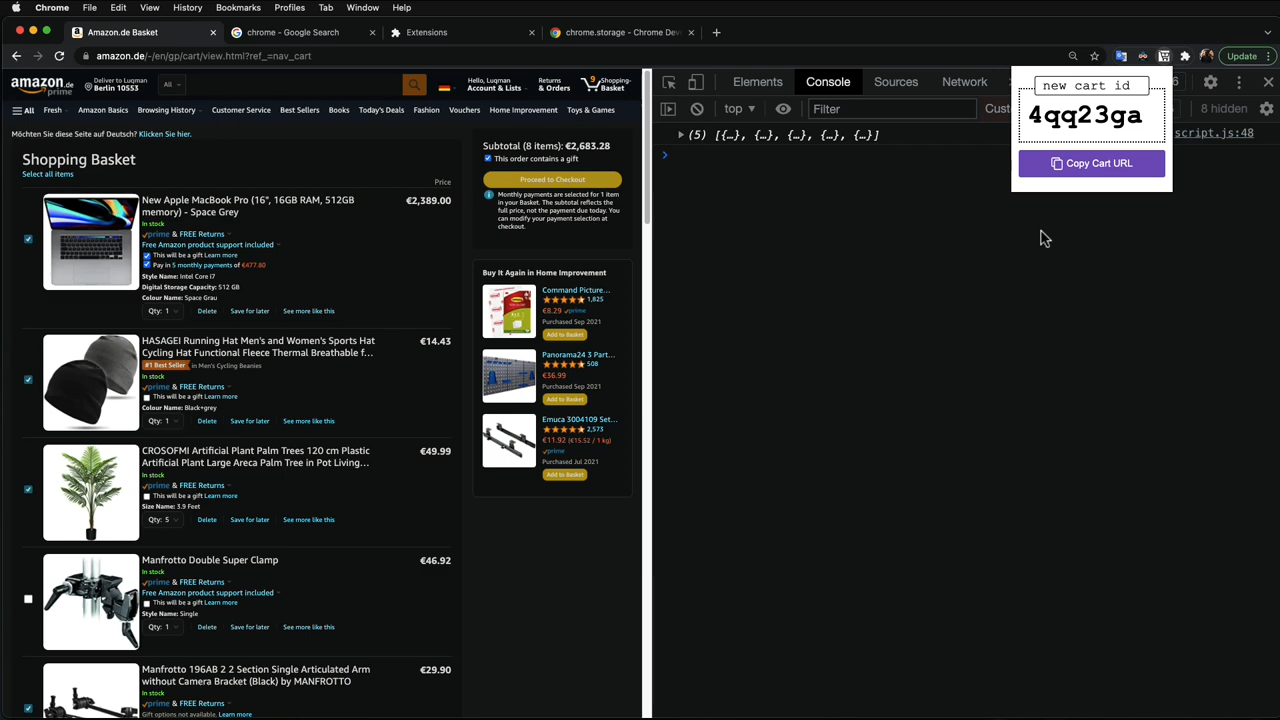 Chrome File Edit View History Bookmarks Profiles Tab Window Help
Amazon.de Basket
chrome - Google Search
Extensions
chrome.storage - Chrome Dev
amazon.de/-/en/gp/cart/view.html?ref_=nav_cart
Update
amazon.de
prime
Deliver to Luqman
Berlin 10553
All
Hello, Luqman
Account & Lists
Returns
& Orders
9
Shopping-
Basket
All Fresh Amazon Basics Browsing History Customer Service Best Sellers Books Today's Deals Fashion Vouchers Home Improvement Toys & Games
Möchten Sie diese Seite auf Deutsch? Klicken Sie hier.
Shopping Basket
Select all items
Price
New Apple MacBook Pro (16", 16GB RAM, 512GB
memory) - Space Grey
€2,389.00
In stock
prime & FREE Returns
Free Amazon product support included
This will be a gift Learn more
Pay in 5 monthly payments of €477.80
Style Name: Intel Core i7
Digital Storage Capacity: 512 GB
Colour Name: Space Grau
Qty: 1 Delete Save for later See more like this
HASAGEI Running Hat Men's and Women's Sports Hat
Cycling Hat Functional Fleece Thermal Breathable f...
€14.43
#1 Best Seller in Men's Cycling Beanies
In stock
prime & FREE Returns
This will be a gift Learn more
Colour Name: Black+grey
Qty: 1 Delete Save for later See more like this
CROSOFMI Artificial Plant Palm Trees 120 cm Plastic
Artificial Plant Large Areca Palm Tree in Pot Living...
€49.99
In stock
prime & FREE Returns
This will be a gift Learn more
Size Name: 3.9 Feet
Qty: 5 Delete Save for later See more like this
Manfrotto Double Super Clamp
€46.92
In stock
prime & FREE Returns
Free Amazon product support included
This will be a gift Learn more
Style Name: Single
Qty: 1 Delete Save for later See more like this
Manfrotto 196AB 2 2 Section Single Articulated Arm
without Camera Bracket (Black) by MANFROTTO
€29.90
In stock
prime & FREE Returns
Gift options not available. Learn more
Subtotal (8 items): €2,683.28
This order contains a gift
Proceed to Checkout
Monthly payments are selected for 1 item
in your Basket. The subtotal reflects the
full price, not the payment due today. You
can modify your payment selection at
checkout.
Buy It Again in Home Improvement
Command Picture...
1,825
€8.29 prime
Purchased Sep 2021
Add to Basket
Panorama24 3 Part...
508
€36.99
Purchased Sep 2021
Add to Basket
Emuca 3004109 Set...
2,573
€11.92 (€15.52 / 1 kg)
prime
Purchased Jul 2021
Add to Basket
Elements Console Sources Network
6
top Filter Custo
8 hidden
(5) [{…}, {…}, {…}, {…}, {…}]
script.js:48
new cart id
4qq23ga
Copy Cart URL